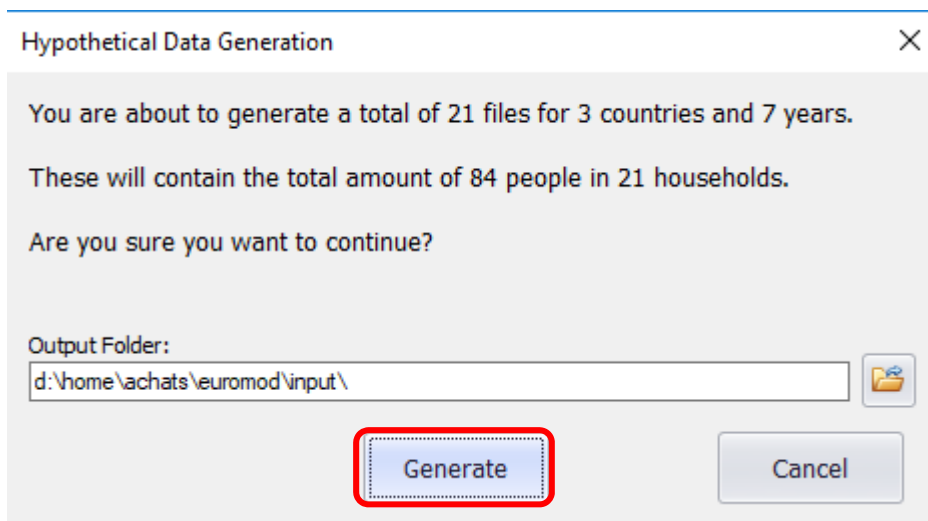 Hypothetical Data Generation
You are about to generate a total of 21 files for 3 countries and 7 years.
These will contain the total amount of 84 people in 21 households.
Are you sure you want to continue?
Output Folder:
d:\home\achats\euromod\input\
Generate
Cancel